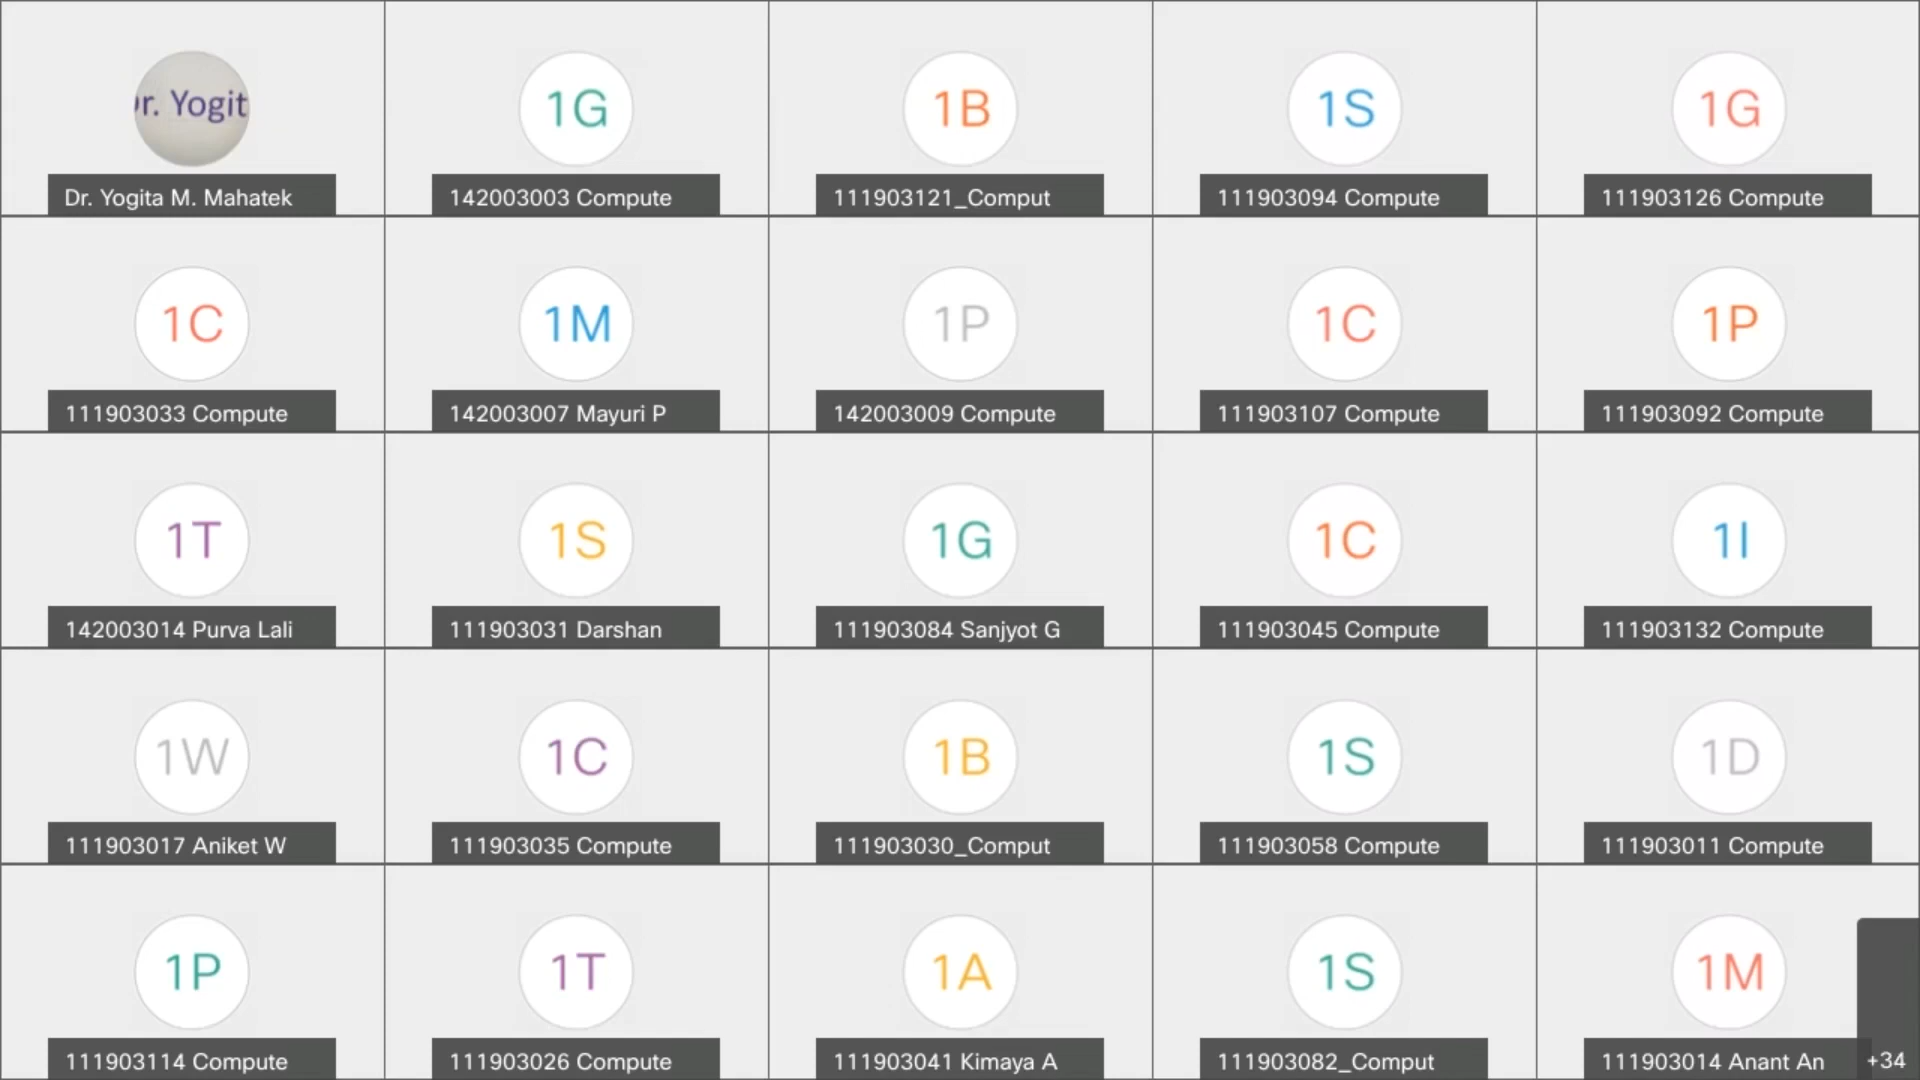 r. Yogit
Dr. Yogita M. Mahatek
1G
142003003 Compute
1B
111903121_Comput
1S
111903094 Compute
1G
111903126 Compute
1C
111903033 Compute
1M
142003007 Mayuri P
1P
142003009 Compute
1C
111903107 Compute
1P
111903092 Compute
1T
142003014 Purva Lali
1S
111903031 Darshan
1G
111903084 Sanjyot G
1C
111903045 Compute
1I
111903132 Compute
1W
111903017 Aniket W
1C
111903035 Compute
1B
111903030_Comput
1S
111903058 Compute
1D
111903011 Compute
1P
111903114 Compute
1T
111903026 Compute
1A
111903041 Kimaya A
1S
111903082_Comput
1M
111903014 Anant An
+34